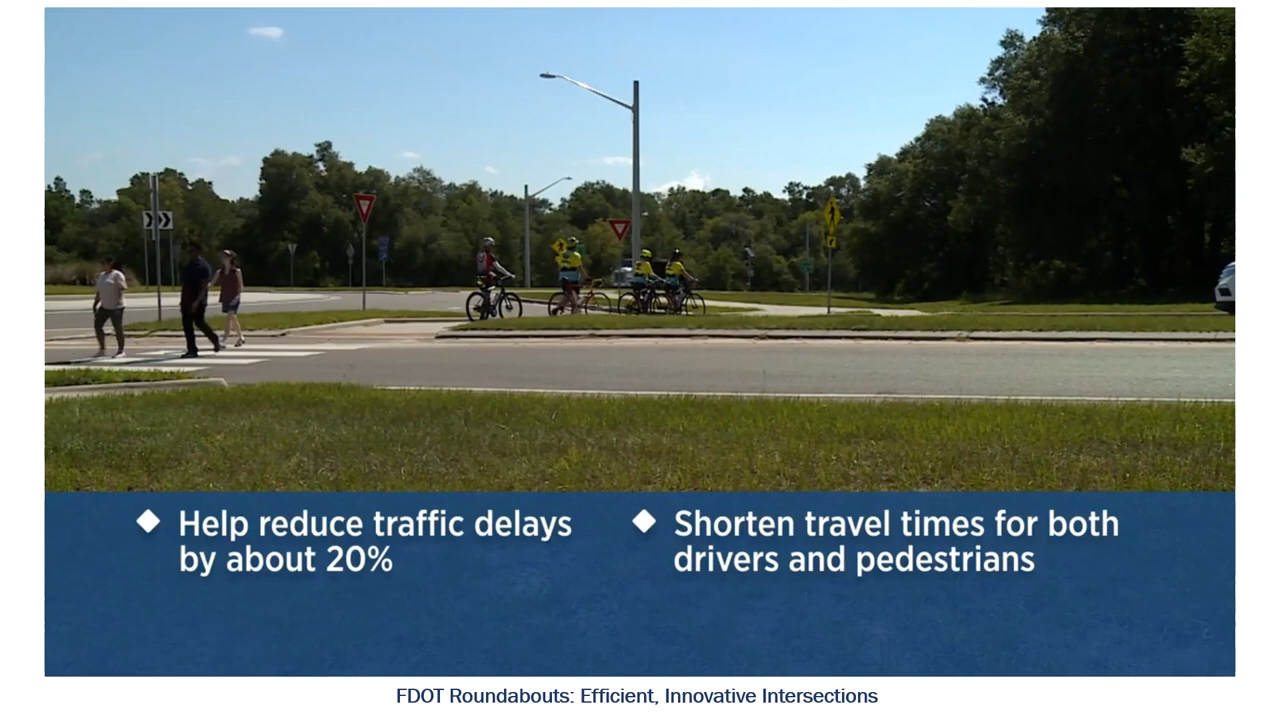 Help reduce traffic delays
by about 20%
Shorten travel times for both
drivers and pedestrians
FDOT Roundabouts: Efficient, Innovative Intersections